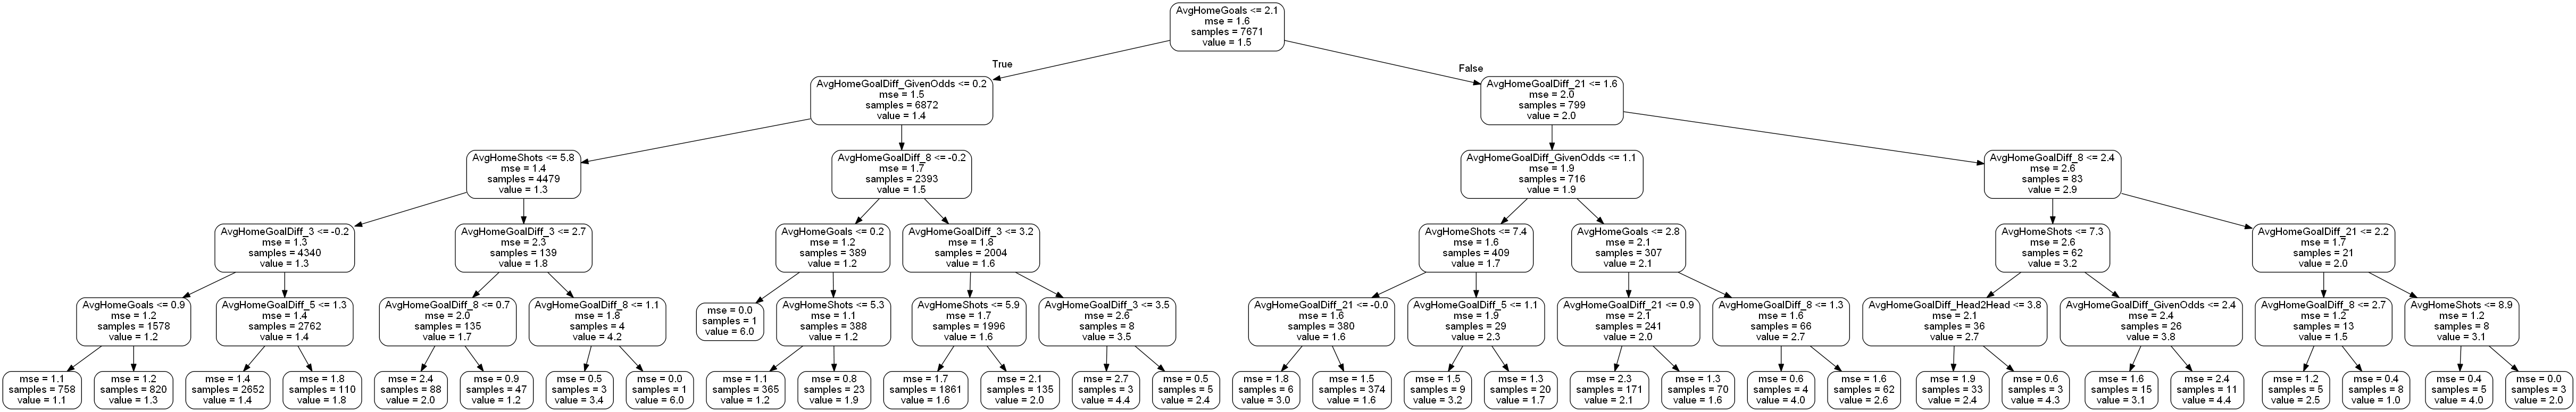 AvgHomeGoals <= 2.1
mse = 1.6
samples = 7671
value = 1.5
True
False
AvgHomeGoalDiff_GivenOdds <= 0.2
mse = 1.5
samples = 6872
value = 1.4
AvgHomeGoalDiff_21 <= 1.6
mse = 2.0
samples = 799
value = 2.0
AvgHomeShots <= 5.8
mse = 1.4
samples = 4479
value = 1.3
AvgHomeGoalDiff_8 <= -0.2
mse = 1.7
samples = 2393
value = 1.5
AvgHomeGoalDiff_GivenOdds <= 1.1
mse = 1.9
samples = 716
value = 1.9
AvgHomeGoalDiff_8 <= 2.4
mse = 2.6
samples = 83
value = 2.9
AvgHomeGoalDiff_3 <= -0.2
mse = 1.3
samples = 4340
value = 1.3
AvgHomeGoalDiff_3 <= 2.7
mse = 2.3
samples = 139
value = 1.8
AvgHomeGoals <= 0.2
mse = 1.2
samples = 389
value = 1.2
AvgHomeGoalDiff_3 <= 3.2
mse = 1.8
samples = 2004
value = 1.6
AvgHomeShots <= 7.4
mse = 1.6
samples = 409
value = 1.7
AvgHomeGoals <= 2.8
mse = 2.1
samples = 307
value = 2.1
AvgHomeShots <= 7.3
mse = 2.6
samples = 62
value = 3.2
AvgHomeGoalDiff_21 <= 2.2
mse = 1.7
samples = 21
value = 2.0
AvgHomeGoals <= 0.9
mse = 1.2
samples = 1578
value = 1.2
AvgHomeGoalDiff_5 <= 1.3
mse = 1.4
samples = 2762
value = 1.4
AvgHomeGoalDiff_8 <= 0.7
mse = 2.0
samples = 135
value = 1.7
AvgHomeGoalDiff_8 <= 1.1
mse = 1.8
samples = 4
value = 4.2
mse = 0.0
samples = 1
value = 6.0
AvgHomeShots <= 5.3
mse = 1.1
samples = 388
value = 1.2
AvgHomeShots <= 5.9
mse = 1.7
samples = 1996
value = 1.6
AvgHomeGoalDiff_3 <= 3.5
mse = 2.6
samples = 8
value = 3.5
AvgHomeGoalDiff_21 <= -0.0
mse = 1.6
samples = 380
value = 1.6
AvgHomeGoalDiff_5 <= 1.1
mse = 1.9
samples = 29
value = 2.3
AvgHomeGoalDiff_21 <= 0.9
mse = 2.1
samples = 241
value = 2.0
AvgHomeGoalDiff_8 <= 1.3
mse = 1.6
samples = 66
value = 2.7
AvgHomeGoalDiff_Head2Head <= 3.8
mse = 2.1
samples = 36
value = 2.7
AvgHomeGoalDiff_GivenOdds <= 2.4
mse = 2.4
samples = 26
value = 3.8
AvgHomeGoalDiff_8 <= 2.7
mse = 1.2
samples = 13
value = 1.5
AvgHomeShots <= 8.9
mse = 1.2
samples = 8
value = 3.1
mse = 1.1
samples = 758
value = 1.1
mse = 1.2
samples = 820
value = 1.3
mse = 1.4
samples = 2652
value = 1.4
mse = 1.8
samples = 110
value = 1.8
mse = 2.4
samples = 88
value = 2.0
mse = 0.9
samples = 47
value = 1.2
mse = 0.5
samples = 3
value = 3.4
mse = 0.0
samples = 1
value = 6.0
mse = 1.1
samples = 365
value = 1.2
mse = 0.8
samples = 23
value = 1.9
mse = 1.7
samples = 1861
value = 1.6
mse = 2.1
samples = 135
value = 2.0
mse = 2.7
samples = 3
value = 4.4
mse = 0.5
samples = 5
value = 2.4
mse = 1.8
samples = 6
value = 3.0
mse = 1.5
samples = 374
value = 1.6
mse = 1.5
samples = 9
value = 3.2
mse = 1.3
samples = 20
value = 1.7
mse = 2.3
samples = 171
value = 2.1
mse = 1.3
samples = 70
value = 1.6
mse = 0.6
samples = 4
value = 4.0
mse = 1.6
samples = 62
value = 2.6
mse = 1.9
samples = 33
value = 2.4
mse = 0.6
samples = 3
value = 4.3
mse = 1.6
samples = 15
value = 3.1
mse = 2.4
samples = 11
value = 4.4
mse = 1.2
samples = 5
value = 2.5
mse = 0.4
samples = 8
value = 1.0
mse = 0.4
samples = 5
value = 4.0
mse = 0.0
samples = 3
value = 2.0